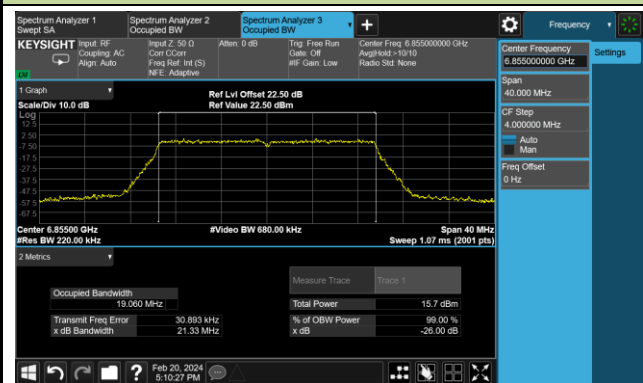 Spectrum Analyzer 1
Swept SA
Spectrum Analyzer 2
Occupied BW
Spectrum Analyzer 3
Occupied BW
Frequency
KEYSIGHT
Input: RF
Coupling: AC
Align: Auto
Input Z: 50 Ω
Corr CCorr
Freq Ref: Int (S)
NFE: Adaptive
Atten: 0 dB
Trig: Free Run
Gate: Off
#IF Gain: Low
Center Freq: 6.855000000 GHz
Avg|Hold:>10/10
Radio Std: None
Center Frequency
6.855000000 GHz
Settings
Span
40.000 MHz
CF Step
4.000000 MHz
Auto
Man
Freq Offset
0 Hz
1 Graph
Scale/Div 10.0 dB
Ref Lvl Offset 22.50 dB
Ref Value 22.50 dBm
Log
12.5
2.50
-7.50
-17.5
-27.5
-37.5
-47.5
-57.5
-67.5
Center 6.85500 GHz
#Res BW 220.00 kHz
#Video BW 680.00 kHz
Span 40 MHz
Sweep 1.07 ms (2001 pts)
2 Metrics
Measure Trace
Trace 1
Occupied Bandwidth
19.060 MHz
Total Power
15.7 dBm
Transmit Freq Error
30.893 kHz
% of OBW Power
99.00 %
x dB Bandwidth
21.33 MHz
x dB
-26.00 dB
Feb 20, 2024
5:10:27 PM